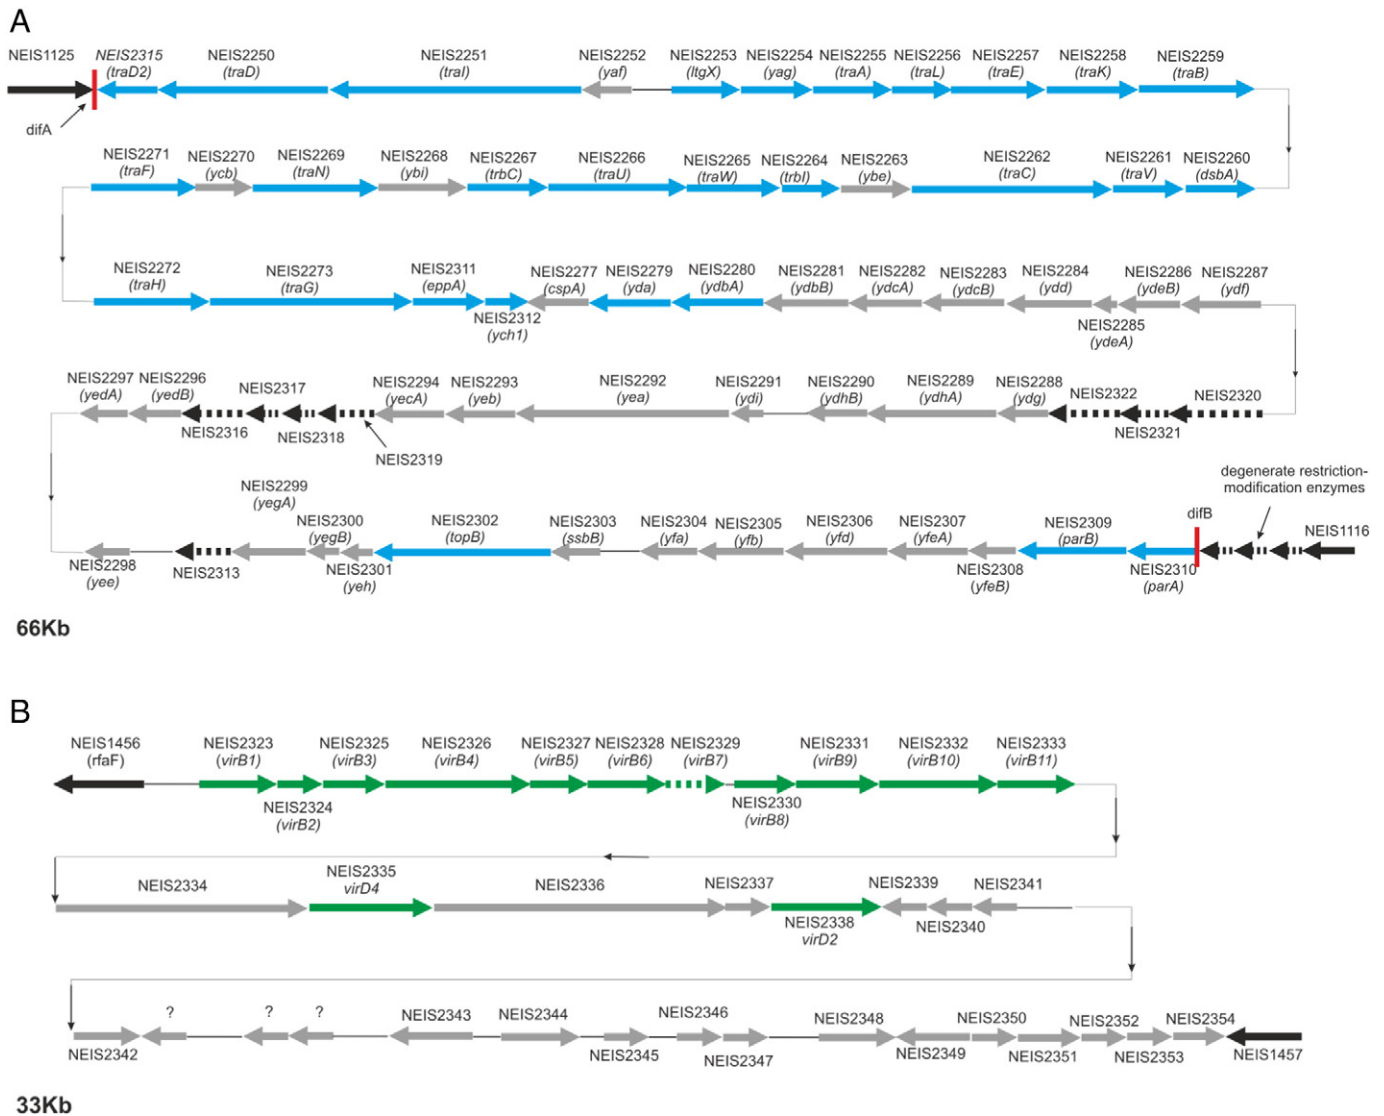 A
NEIS1125 NEIS2315 NEIS2250 NEIS2251 NEIS2252 NEIS2253 NEIS2254 NEIS2255 NEIS2256 NEIS2257 NEIS2258 NEIS2259
(traD2) (traD) (traI) (yaf) (ltgX) (yag) (traA) (traL) (traE) (traK) (traB)
difA
NEIS2271 NEIS2270 NEIS2269 NEIS2268 NEIS2267 NEIS2266 NEIS2265 NEIS2264 NEIS2263 NEIS2262 NEIS2261 NEIS2260
(traF) (ycb) (traN) (ybi) (trbC) (traU) (traW) (trbI) (ybe) (traC) (traV) (dsbA)
NEIS2272 NEIS2273 NEIS2311 NEIS2277 NEIS2279 NEIS2280 NEIS2281 NEIS2282 NEIS2283 NEIS2284 NEIS2286 NEIS2287
(traH) (traG) (eppA) (cspA) (yda) (ydbA) (ydbB) (ydcA) (ydcB) (ydd) (ydeB) (ydf)
NEIS2312 NEIS2285
(ych1) (ydeA)
NEIS2297 NEIS2296 NEIS2317 NEIS2294 NEIS2293 NEIS2292 NEIS2291 NEIS2290 NEIS2289 NEIS2288 NEIS2322 NEIS2320
(yedA) (yedB) (yecA) (yeb) (yea) (ydi) (ydhB) (ydhA) (ydg)
NEIS2316 NEIS2318 NEIS2321
NEIS2319
degenerate restriction-
modification enzymes
NEIS2299
(yegA)
NEIS2300 NEIS2302 NEIS2303 NEIS2304 NEIS2305 NEIS2306 NEIS2307 NEIS2309 difB NEIS1116
(yegB) (topB) (ssbB) (yfa) (yfb) (yfd) (yfeA) (parB)
NEIS2298 NEIS2313 NEIS2301 NEIS2308 NEIS2310
(yee) (yeh) (yfeB) (parA)
66Kb
B
NEIS1456 NEIS2323 NEIS2325 NEIS2326 NEIS2327 NEIS2328 NEIS2329 NEIS2331 NEIS2332 NEIS2333
(rfaF) (virB1) (virB3) (virB4) (virB5) (virB6) (virB7) (virB9) (virB10) (virB11)
NEIS2324 NEIS2330
(virB2) (virB8)
NEIS2334 NEIS2335 NEIS2336 NEIS2337 NEIS2339 NEIS2341
virD4
NEIS2338 NEIS2340
virD2
? ? ? NEIS2343 NEIS2344 NEIS2346 NEIS2348 NEIS2350 NEIS2352 NEIS2354
NEIS2342 NEIS2345 NEIS2347 NEIS2349 NEIS2351 NEIS2353 NEIS1457
33Kb